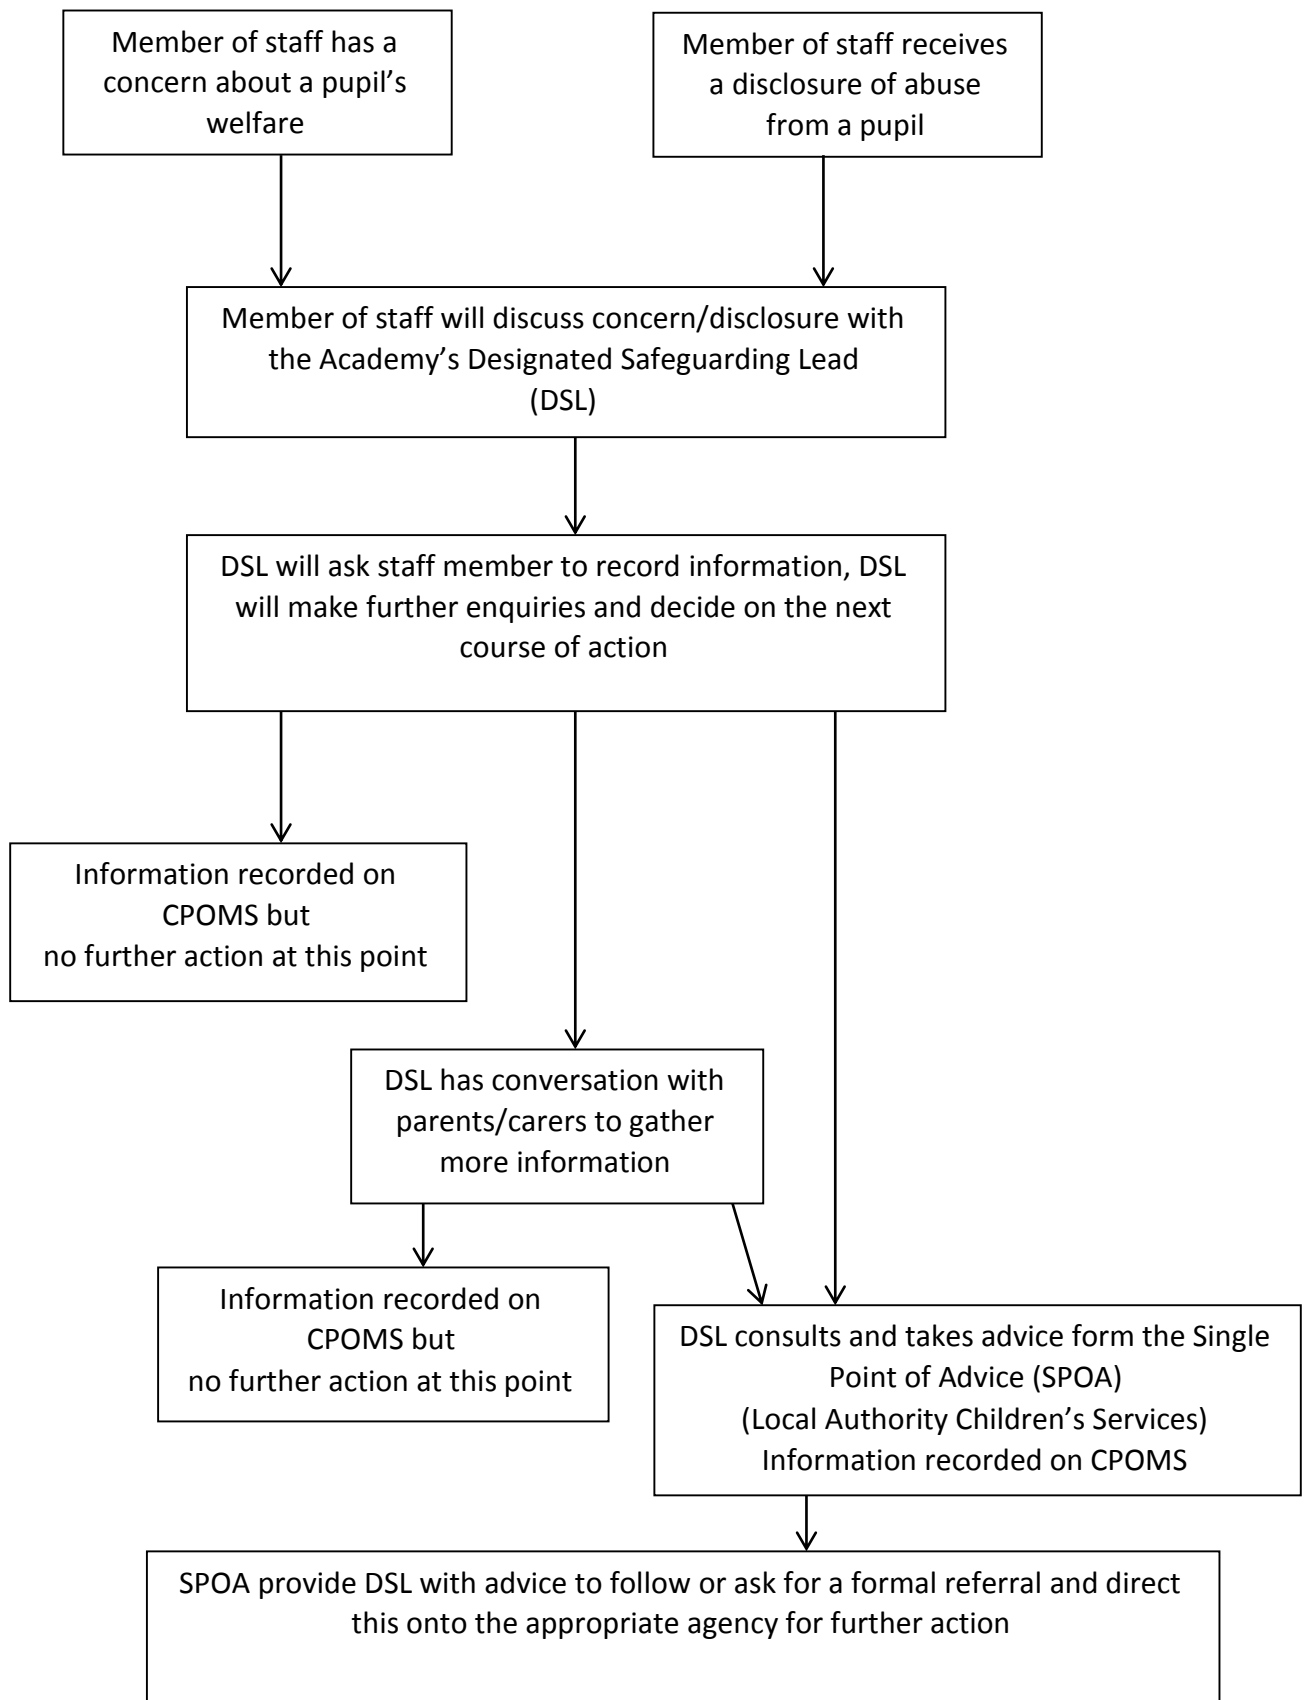 Member of staff has a
concern about a pupil’s
welfare
Member of staff receives
a disclosure of abuse
from a pupil
Member of staff will discuss concern/disclosure with
the Academy’s Designated Safeguarding Lead
(DSL)
DSL will ask staff member to record information, DSL
will make further enquiries and decide on the next
course of action
Information recorded on
CPOMS but
no further action at this point
DSL has conversation with
parents/carers to gather
more information
Information recorded on
CPOMS but
no further action at this point
DSL consults and takes advice form the Single
Point of Advice (SPOA)
(Local Authority Children’s Services)
Information recorded on CPOMS
SPOA provide DSL with advice to follow or ask for a formal referral and direct
this onto the appropriate agency for further action